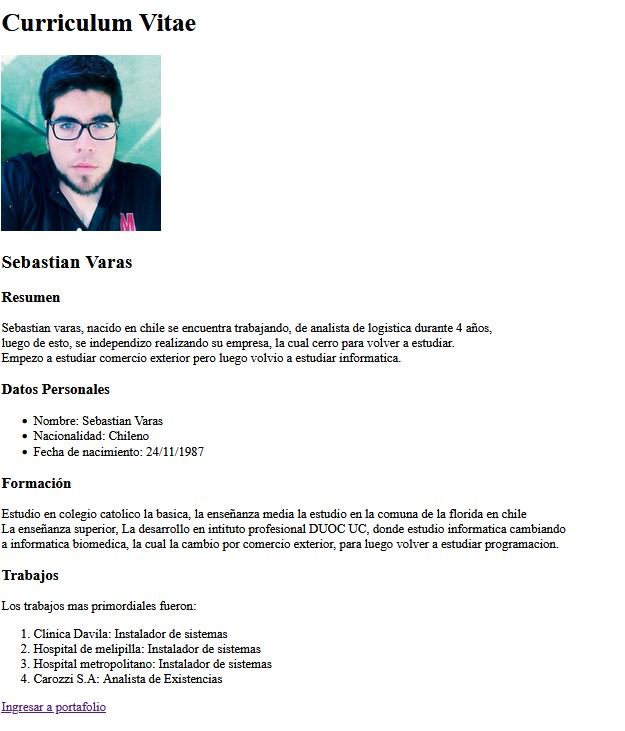 Curriculum Vitae
M
Sebastian Varas
Resumen
Sebastian varas, nacido en chile se encuentra trabajando, de analista de logistica durante 4 años,
luego de esto, se independizo realizando su empresa, la cual cerro para volver a estudiar.
Empezo a estudiar comercio exterior pero luego volvio a estudiar informatica.
Datos Personales
• Nombre: Sebastian Varas
• Nacionalidad: Chileno
• Fecha de nacimiento: 24/11/1987
Formación
Estudio en colegio catolico la basica, la enseñanza media la estudio en la comuna de la florida en chile
La enseñanza superior, La desarrollo en intituto profesional DUOC UC, donde estudio informatica cambiando
a informatica biomedica, la cual la cambio por comercio exterior, para luego volver a estudiar programacion.
Trabajos
Los trabajos mas primordiales fueron:
1. Clinica Davila: Instalador de sistemas
2. Hospital de melipilla: Instalador de sistemas
3. Hospital metropolitano: Instalador de sistemas
4. Carozzi S.A: Analista de Existencias
Ingresar a portafolio